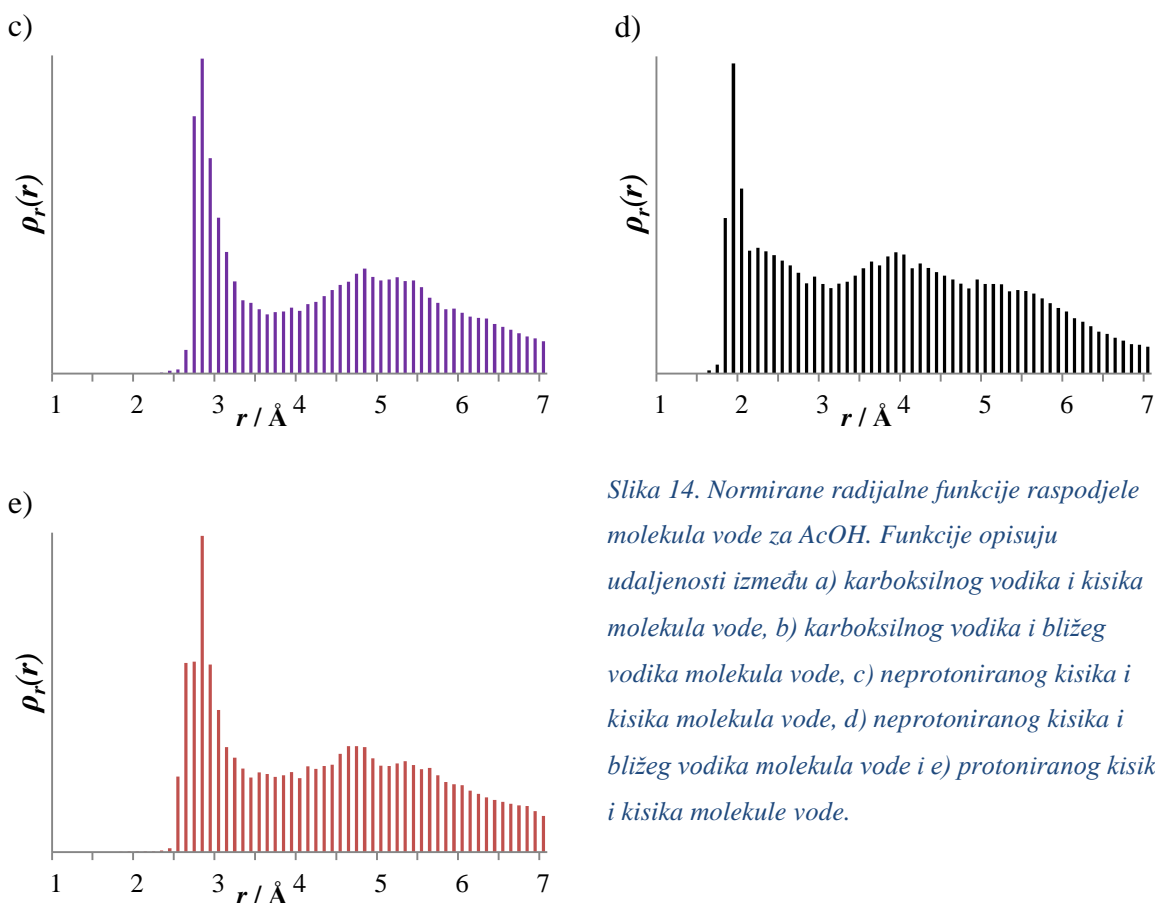 c)
ρr(r)
1 2 3 4 5 6 7
r / Å
d)
ρr(r)
1 2 3 4 5 6 7
r / Å
e)
ρr(r)
1 2 3 4 5 6 7
r / Å
Slika 14. Normirane radijalne funkcije raspodjele
molekula vode za AcOH. Funkcije opisuju
udaljenosti između a) karboksilnog vodika i kisika
molekula vode, b) karboksilnog vodika i bližeg
vodika molekula vode, c) neprotoniranog kisika i
kisika molekula vode, d) neprotoniranog kisika i
bližeg vodika molekula vode i e) protoniranog kisik
i kisika molekule vode.